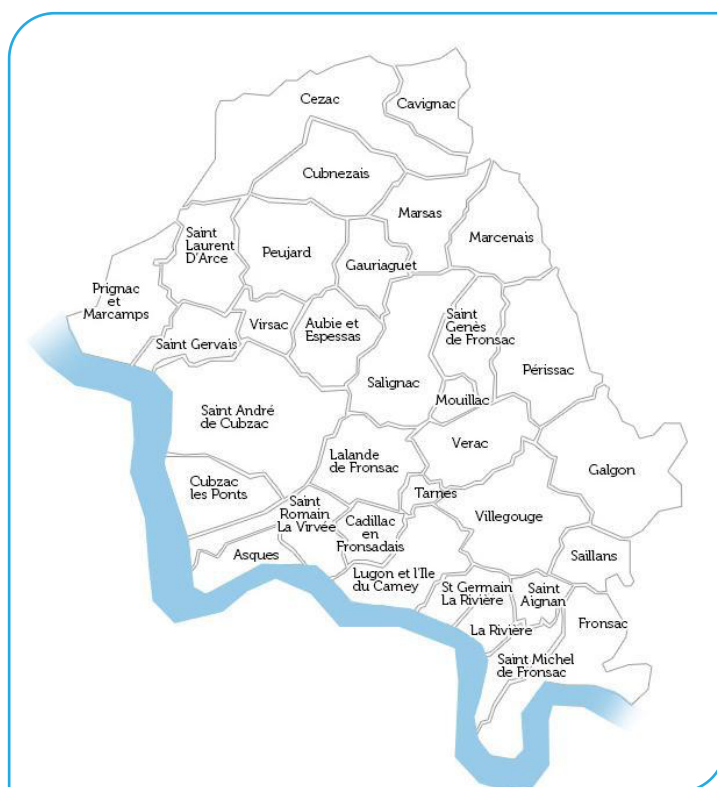 Cezac
Cavignac
Cubnezais
Marsas
Marcenais
Saint
Laurent
D'Arce
Peujard
Gauriaguet
Prignac
et
Marcamps
Saint Gervais
Virsac
Aubie et
Espessas
Saint
Genès
de Fronsac
Périssac
Salignac
Mouillac
Saint André
de Cubzac
Verac
Lalande
de Fronsac
Galgon
Cubzac
les Ponts
Tarnes
Saint
Romain
La Virvée
Villegouge
Cadillac
en
Fronsadais
Asques
Saillans
Lugon et l'Ile
du Carney
St Germain
La Rivière
Saint
Aignan
Fronsac
La Rivière
Saint Michel
de Fronsac